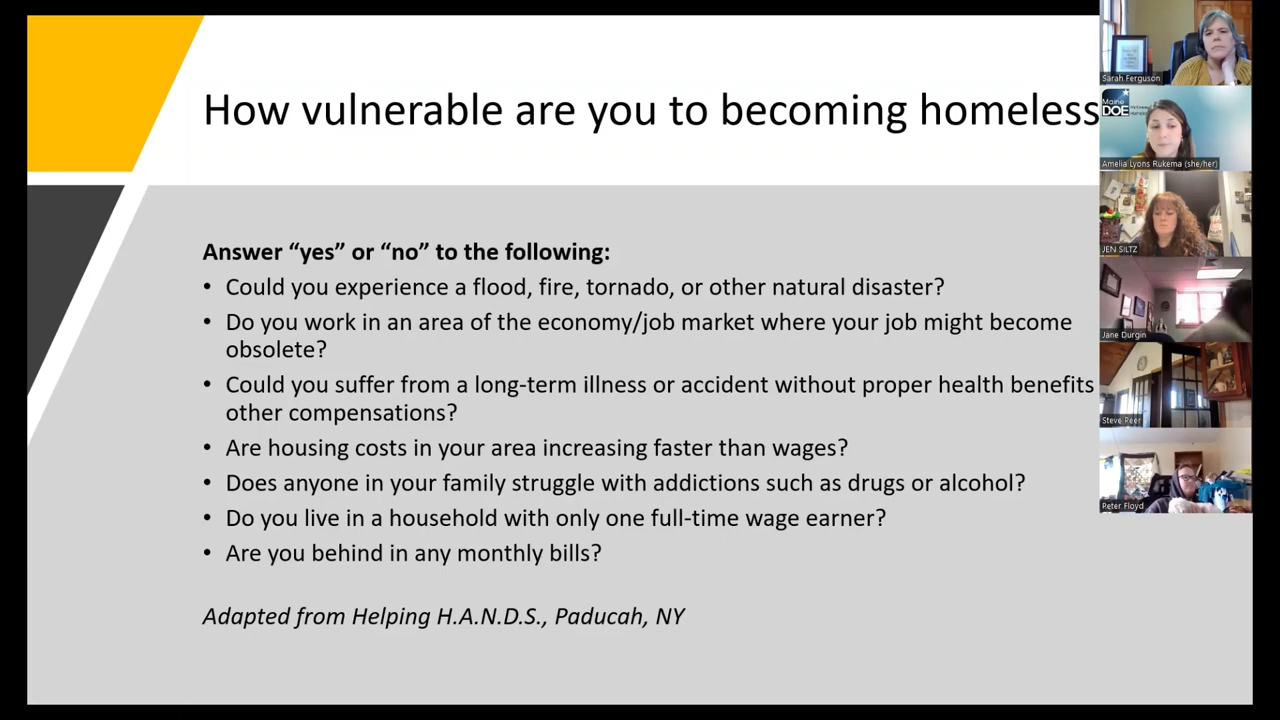 How vulnerable are you to becoming homeless
Answer “yes” or “no” to the following:
• Could you experience a flood, fire, tornado, or other natural disaster?
• Do you work in an area of the economy/job market where your job might become
obsolete?
• Could you suffer from a long-term illness or accident without proper health benefits
other compensations?
• Are housing costs in your area increasing faster than wages?
• Does anyone in your family struggle with addictions such as drugs or alcohol?
• Do you live in a household with only one full-time wage earner?
• Are you behind in any monthly bills?
Adapted from Helping H.A.N.D.S., Paducah, NY
Sarah Ferguson
Maine
DOE
Amelia Lyons Rukema (she/her)
JEN SILTZ
Jane Durgin
Steve Peer
Peter Floyd